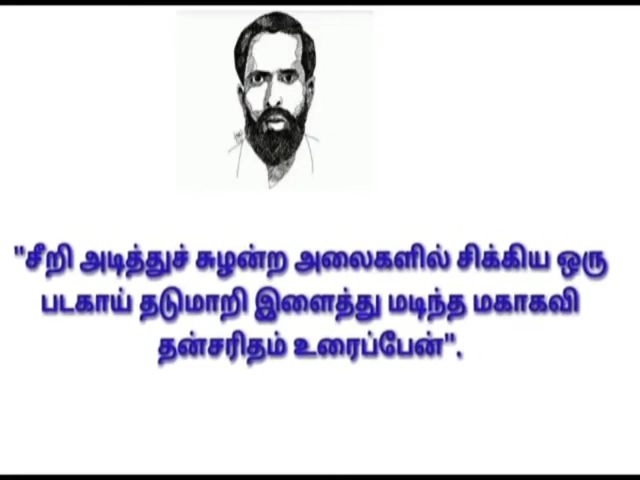 "சீறி அடித்துச் சுழன்ற அலைகளில் சிக்கிய ஒரு
படகாய் தடுமாறி இளைத்து மடிந்த மகாகவி
தன்சரிதம் உரைப்பேன்".